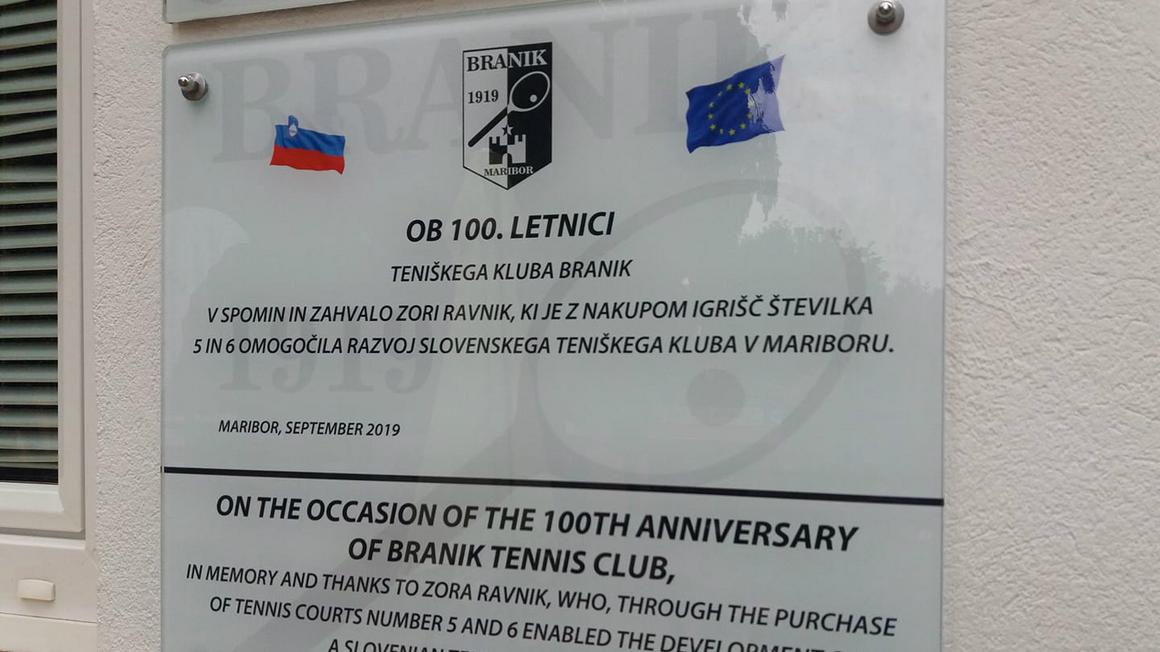 BRANIK
1919
MARIBOR
OB 100. LETNICI
TENIŠKEGA KLUBA BRANIK
V SPOMIN IN ZAHVALO ZORI RAVNIK, KI JE Z NAKUPOM IGRIŠČ ŠTEVILKA
5 IN 6 OMOGOČILA RAZVOJ SLOVENSKEGA TENIŠKEGA KLUBA V MARIBORU.
MARIBOR, SEPTEMBER 2019
ON THE OCCASION OF THE 100TH ANNIVERSARY
OF BRANIK TENNIS CLUB,
IN MEMORY AND THANKS TO ZORA RAVNIK, WHO, THROUGH THE PURCHASE
OF TENNIS COURTS NUMBER 5 AND 6 ENABLED THE DEVELOPMENT
A SLOVENIAN